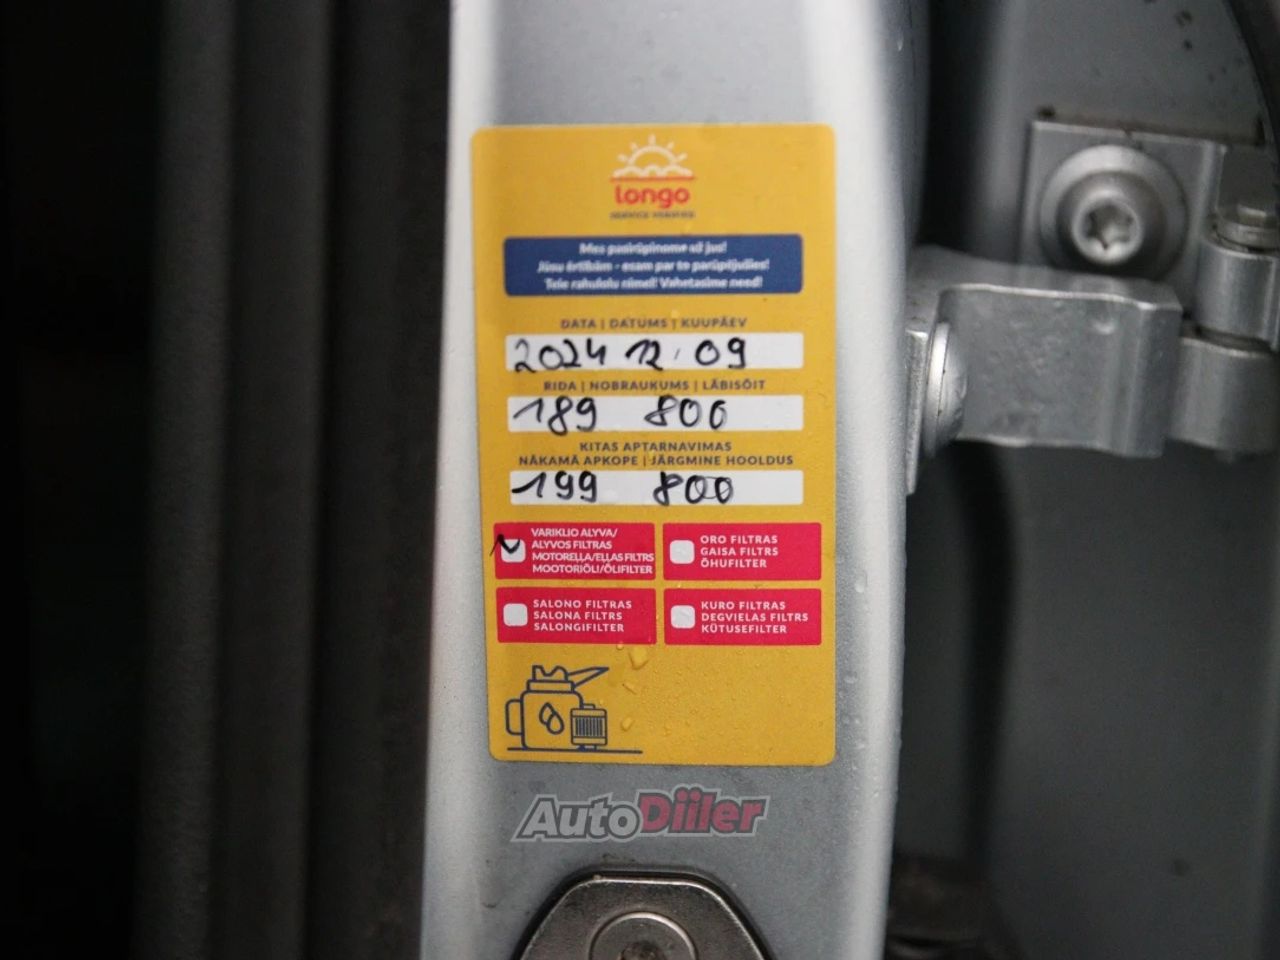 longo
SERVICE VERIFIED
Mes pasirūpinome už jus!
Jūsu ērtībām - esam par to parūpējušies!
Teie rahulolu nimel! Vahetasime need!
DATA | DATUMS | KUUPÄEV
2024 12. 09
RIDA | NOBRAUKUMS | LÄBISÕIT
189 800
KITAS APTARNAVIMAS
NĀKAMĀ APKOPE | JÄRGMINE HOOLDUS
199 800
VARIKLIO ALYVA/
ALYVOS FILTRAS
MOTOREĻĻA/EĻĻAS FILTRS
MOOTORIÕLI/ÕLIFILTER
ORO FILTRAS
GAISA FILTRS
ÕHUFILTER
SALONO FILTRAS
SALONA FILTRS
SALONGIFILTER
KURO FILTRAS
DEGVIELAS FILTRS
KÜTUSEFILTER
AutoDiiler